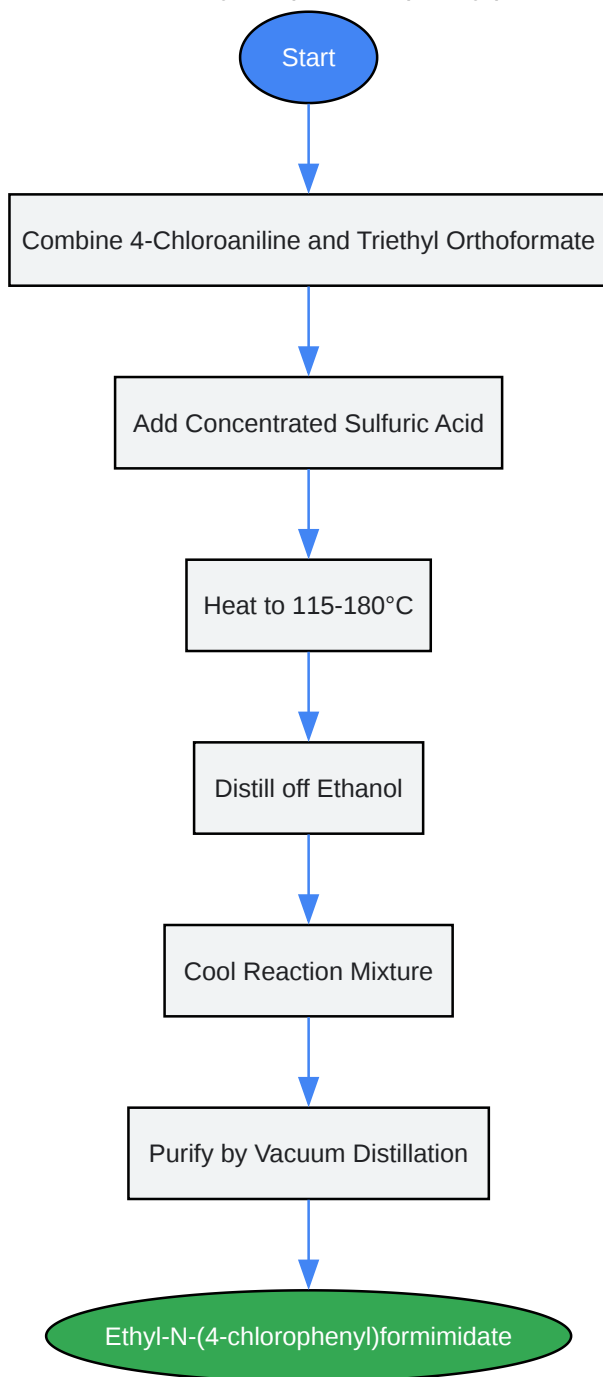 Start
Combine 4-Chloroaniline and Triethyl Orthoformate
Add Concentrated Sulfuric Acid
Heat to 115-180°C
Distill off Ethanol
Cool Reaction Mixture
Purify by Vacuum Distillation
Ethyl-N-(4-chlorophenyl)formimidate